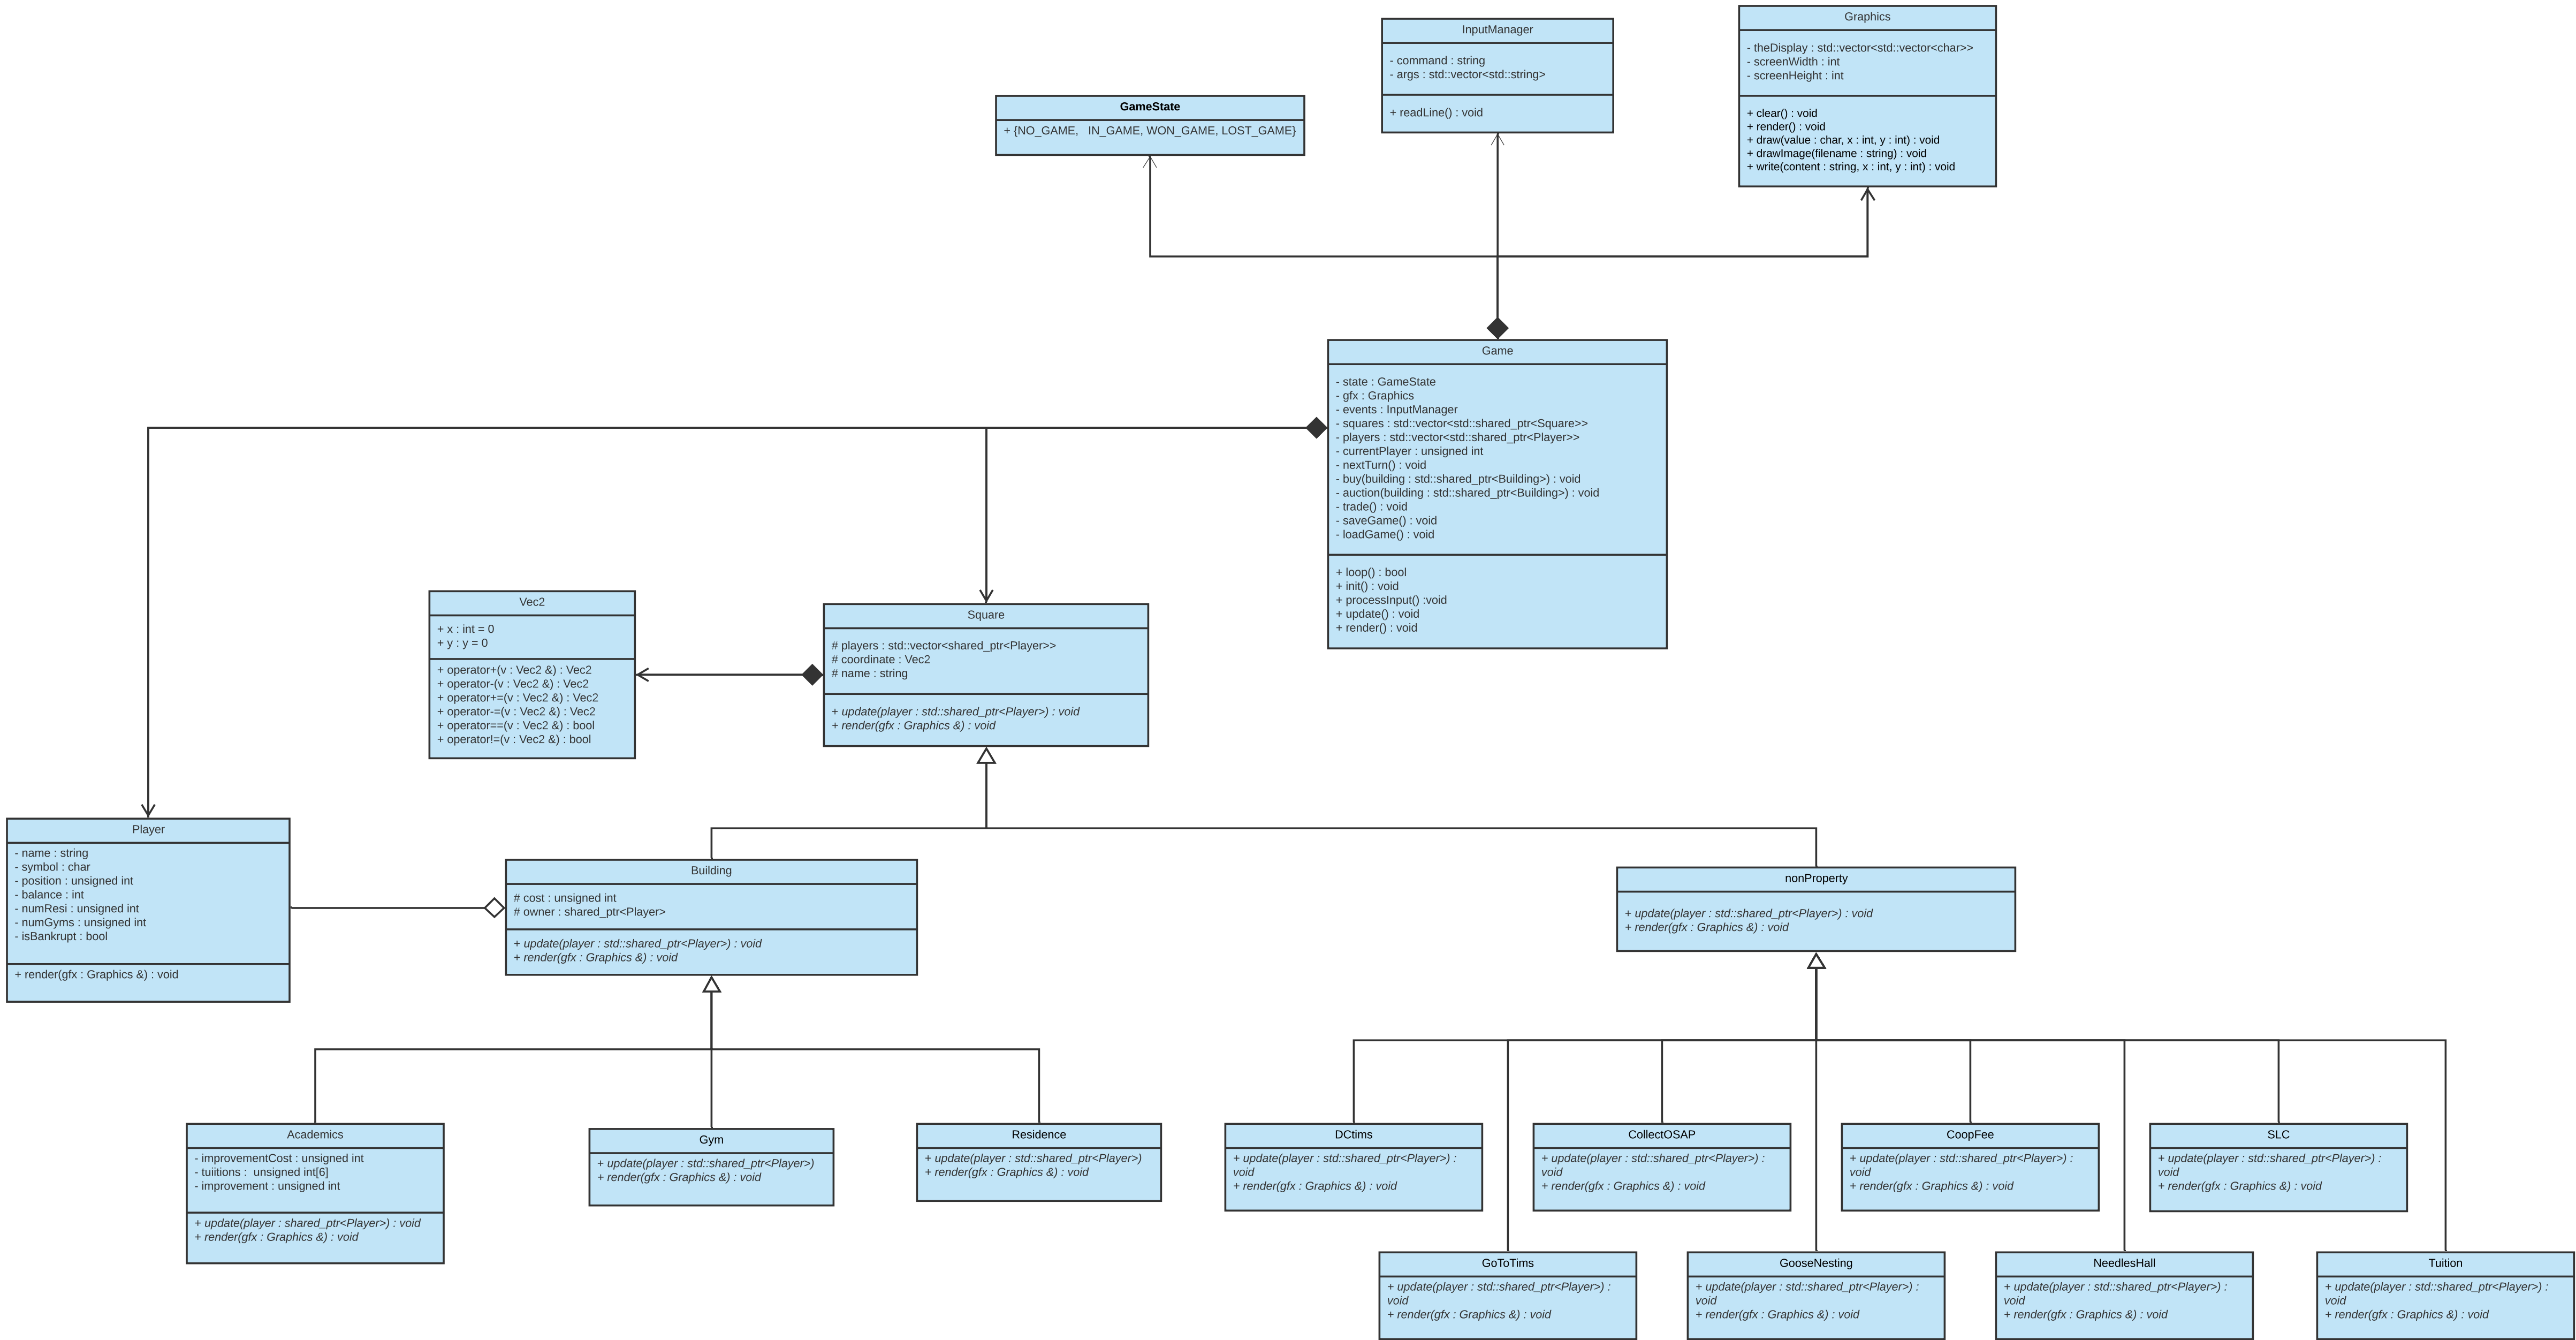 Graphics
- theDisplay : std::vector<std::vector<char>>
- screenWidth : int
- screenHeight : int
+ clear() : void
+ render() : void
+ draw(value : char, x : int, y : int) : void
+ drawImage(filename : string) : void
+ write(content : string, x : int, y : int) : void
InputManager
- command : string
- args : std::vector<std::string>
+ readLine() : void
GameState
+ {NO_GAME, IN_GAME, WON_GAME, LOST_GAME}
Game
- state : GameState
- gfx : Graphics
- events : InputManager
- squares : std::vector<std::shared_ptr<Square>>
- players : std::vector<std::shared_ptr<Player>>
- currentPlayer : unsigned int
- nextTurn() : void
- buy(building : std::shared_ptr<Building>) : void
- auction(building : std::shared_ptr<Building>) : void
- trade() : void
- saveGame() : void
- loadGame() : void
+ loop() : bool
+ init() : void
+ processInput() :void
+ update() : void
+ render() : void
Vec2
+ x : int = 0
+ y : y = 0
+ operator+(v : Vec2 &) : Vec2
+ operator-(v : Vec2 &) : Vec2
+ operator+=(v : Vec2 &) : Vec2
+ operator-=(v : Vec2 &) : Vec2
+ operator==(v : Vec2 &) : bool
+ operator!=(v : Vec2 &) : bool
Square
# players : std::vector<shared_ptr<Player>>
# coordinate : Vec2
# name : string
+ update(player : std::shared_ptr<Player>) : void
+ render(gfx : Graphics &) : void
Player
- name : string
- symbol : char
- position : unsigned int
- balance : int
- numResi : unsigned int
- numGyms : unsigned int
- isBankrupt : bool
+ render(gfx : Graphics &) : void
Building
# cost : unsigned int
# owner : shared_ptr<Player>
+ update(player : std::shared_ptr<Player>) : void
+ render(gfx : Graphics &) : void
nonProperty
+ update(player : std::shared_ptr<Player>) : void
+ render(gfx : Graphics &) : void
Academics
- improvementCost : unsigned int
- tuiitions : unsigned int[6]
- improvement : unsigned int
+ update(player : shared_ptr<Player>) : void
+ render(gfx : Graphics &) : void
Gym
+ update(player : std::shared_ptr<Player>)
+ render(gfx : Graphics &) : void
Residence
+ update(player : std::shared_ptr<Player>)
+ render(gfx : Graphics &) : void
DCtims
+ update(player : std::shared_ptr<Player>) :
void
+ render(gfx : Graphics &) : void
CollectOSAP
+ update(player : std::shared_ptr<Player>) :
void
+ render(gfx : Graphics &) : void
CoopFee
+ update(player : std::shared_ptr<Player>) :
void
+ render(gfx : Graphics &) : void
SLC
+ update(player : std::shared_ptr<Player>) :
void
+ render(gfx : Graphics &) : void
GoToTims
+ update(player : std::shared_ptr<Player>) :
void
+ render(gfx : Graphics &) : void
GooseNesting
+ update(player : std::shared_ptr<Player>) :
void
+ render(gfx : Graphics &) : void
NeedlesHall
+ update(player : std::shared_ptr<Player>) :
void
+ render(gfx : Graphics &) : void
Tuition
+ update(player : std::shared_ptr<Player>) :
void
+ render(gfx : Graphics &) : void